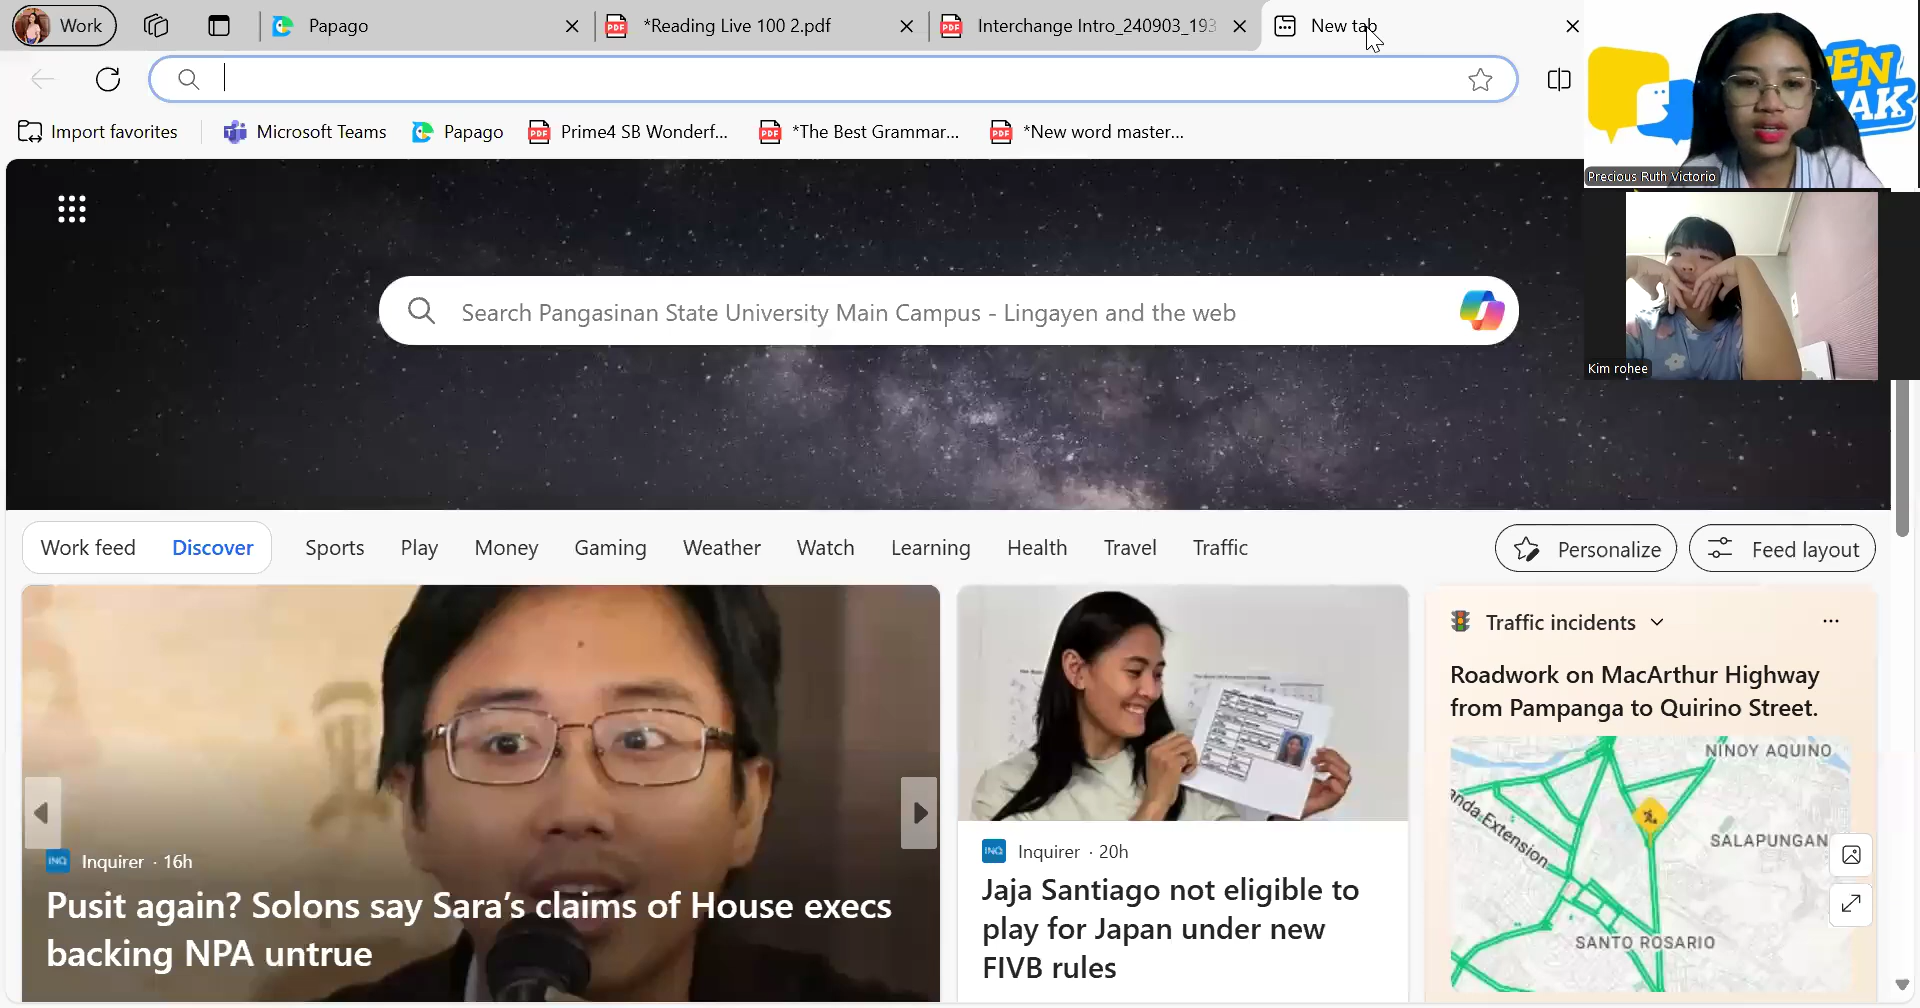 Work
Papago
*Reading Live 100 2.pdf
Interchange Intro_240903_193
New tab
Import favorites
Microsoft Teams
Papago
Prime4 SB Wonderf...
*The Best Grammar...
*New word master...
Precious Ruth Victorio
Kim rohee
Search Pangasinan State University Main Campus - Lingayen and the web
Work feed
Discover
Sports
Play
Money
Gaming
Weather
Watch
Learning
Health
Travel
Traffic
Personalize
Feed layout
INQ Inquirer · 16h
Pusit again? Solons say Sara's claims of House execs
backing NPA untrue
INQ Inquirer · 20h
Jaja Santiago not eligible to
play for Japan under new
FIVB rules
Traffic incidents
Roadwork on MacArthur Highway
from Pampanga to Quirino Street.
NINOY AQUINO
anda Extension
SALAPUNGAN
SANTO ROSARIO